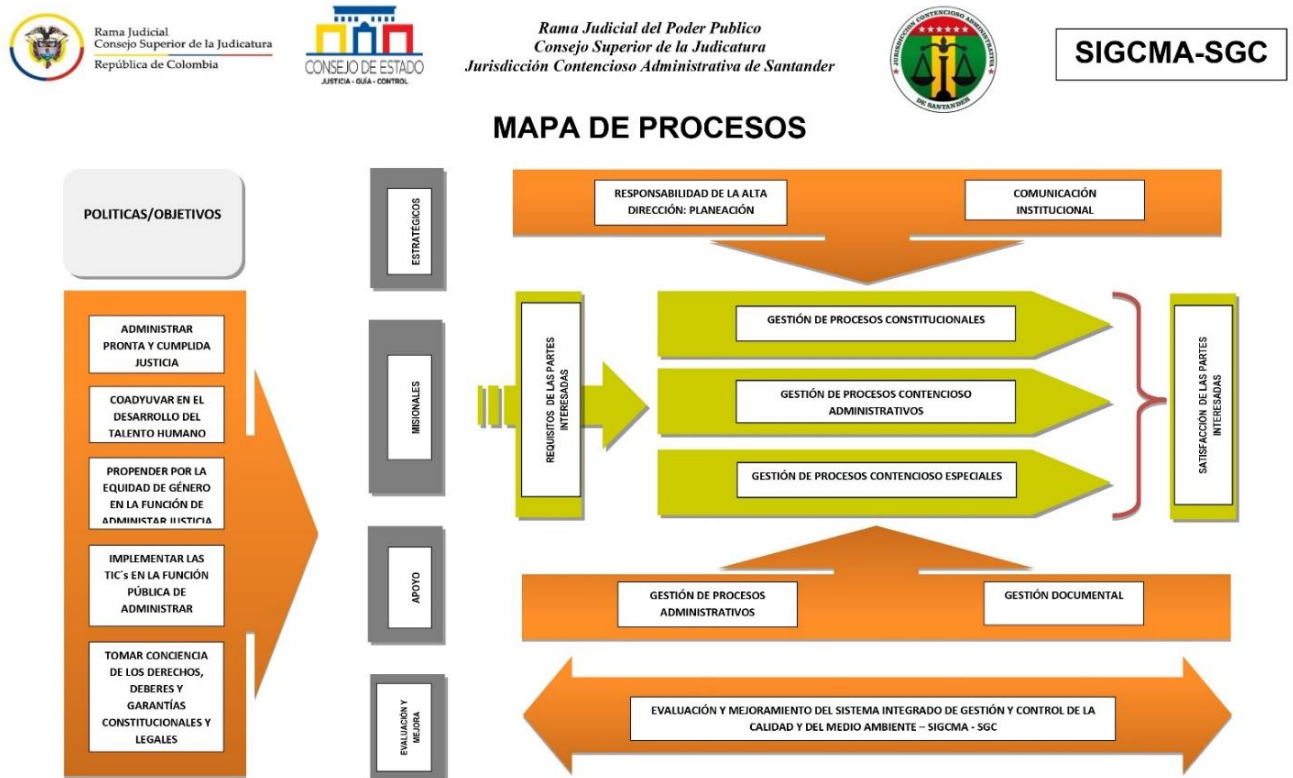 Rama Judicial
Consejo Superior de la Judicatura
República de Colombia
CONSEJO DE ESTADO
JUSTICIA - GUÍA - CONTROL
Rama Judicial del Poder Publico
Consejo Superior de la Judicatura
Jurisdicción Contencioso Administrativa de Santander
JURISDICCIÓN CONTENCIOSO ADMINISTRATIVA
DE SANTANDER
SIGCMA-SGC
MAPA DE PROCESOS
POLITICAS/OBJETIVOS
ADMINISTRAR
PRONTA Y CUMPLIDA
JUSTICIA
COADYUVAR EN EL
DESARROLLO DEL
TALENTO HUMANO
PROPENDER POR LA
EQUIDAD DE GÉNERO
EN LA FUNCIÓN DE
ADMINISTAR JUSTICIA
IMPLEMENTAR LAS
TIC´s EN LA FUNCIÓN
PÚBLICA DE
ADMINISTRAR
TOMAR CONCIENCIA
DE LOS DERECHOS,
DEBERES Y
GARANTÍAS
CONSTITUCIONALES Y
LEGALES
ESTRATÉGICOS
RESPONSABILIDAD DE LA ALTA
DIRECCIÓN: PLANEACIÓN
COMUNICACIÓN
INSTITUCIONAL
MISIONALES
REQUISITOS DE LAS PARTES
INTERESADAS
GESTIÓN DE PROCESOS CONSTITUCIONALES
GESTIÓN DE PROCESOS CONTENCIOSO
ADMINISTRATIVOS
GESTIÓN DE PROCESOS CONTENCIOSO ESPECIALES
SATISFACCIÓN DE LAS PARTES
INTERESADAS
APOYO
GESTIÓN DE PROCESOS
ADMINISTRATIVOS
GESTIÓN DOCUMENTAL
EVALUACIÓN Y
MEJORA
EVALUACIÓN Y MEJORAMIENTO DEL SISTEMA INTEGRADO DE GESTIÓN Y CONTROL DE LA
CALIDAD Y DEL MEDIO AMBIENTE – SIGCMA - SGC